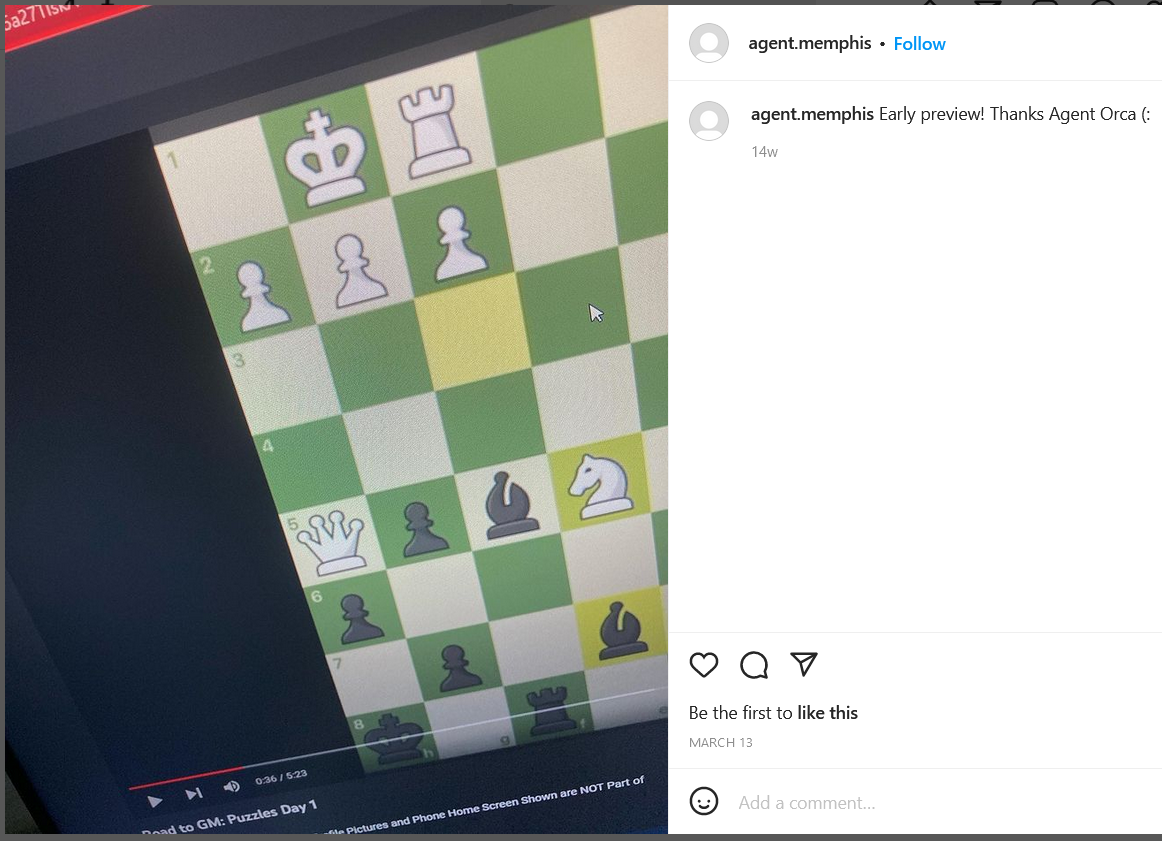 5a271isk
agent.memphis • Follow
agent.memphis Early preview! Thanks Agent Orca (:
14w
1
2
3
4
5
6
7
8
h
g
f
e
0:36 / 5:23
Road to GM: Puzzles Day 1
file Pictures and Phone Home Screen Shown are NOT Part of
Be the first to like this
MARCH 13
Add a comment...